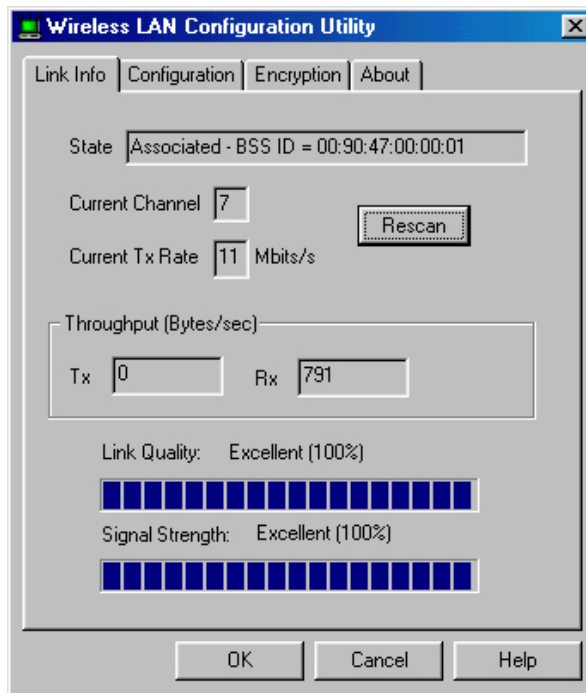 Wireless LAN Configuration Utility
Link Info Configuration Encryption About
State Associated - BSS ID = 00:90:47:00:00:01
Current Channel 7
Rescan
Current Tx Rate 11 Mbits/s
Throughput (Bytes/sec)
Tx 0 Rx 791
Link Quality: Excellent (100%)
Signal Strength: Excellent (100%)
OK Cancel Help